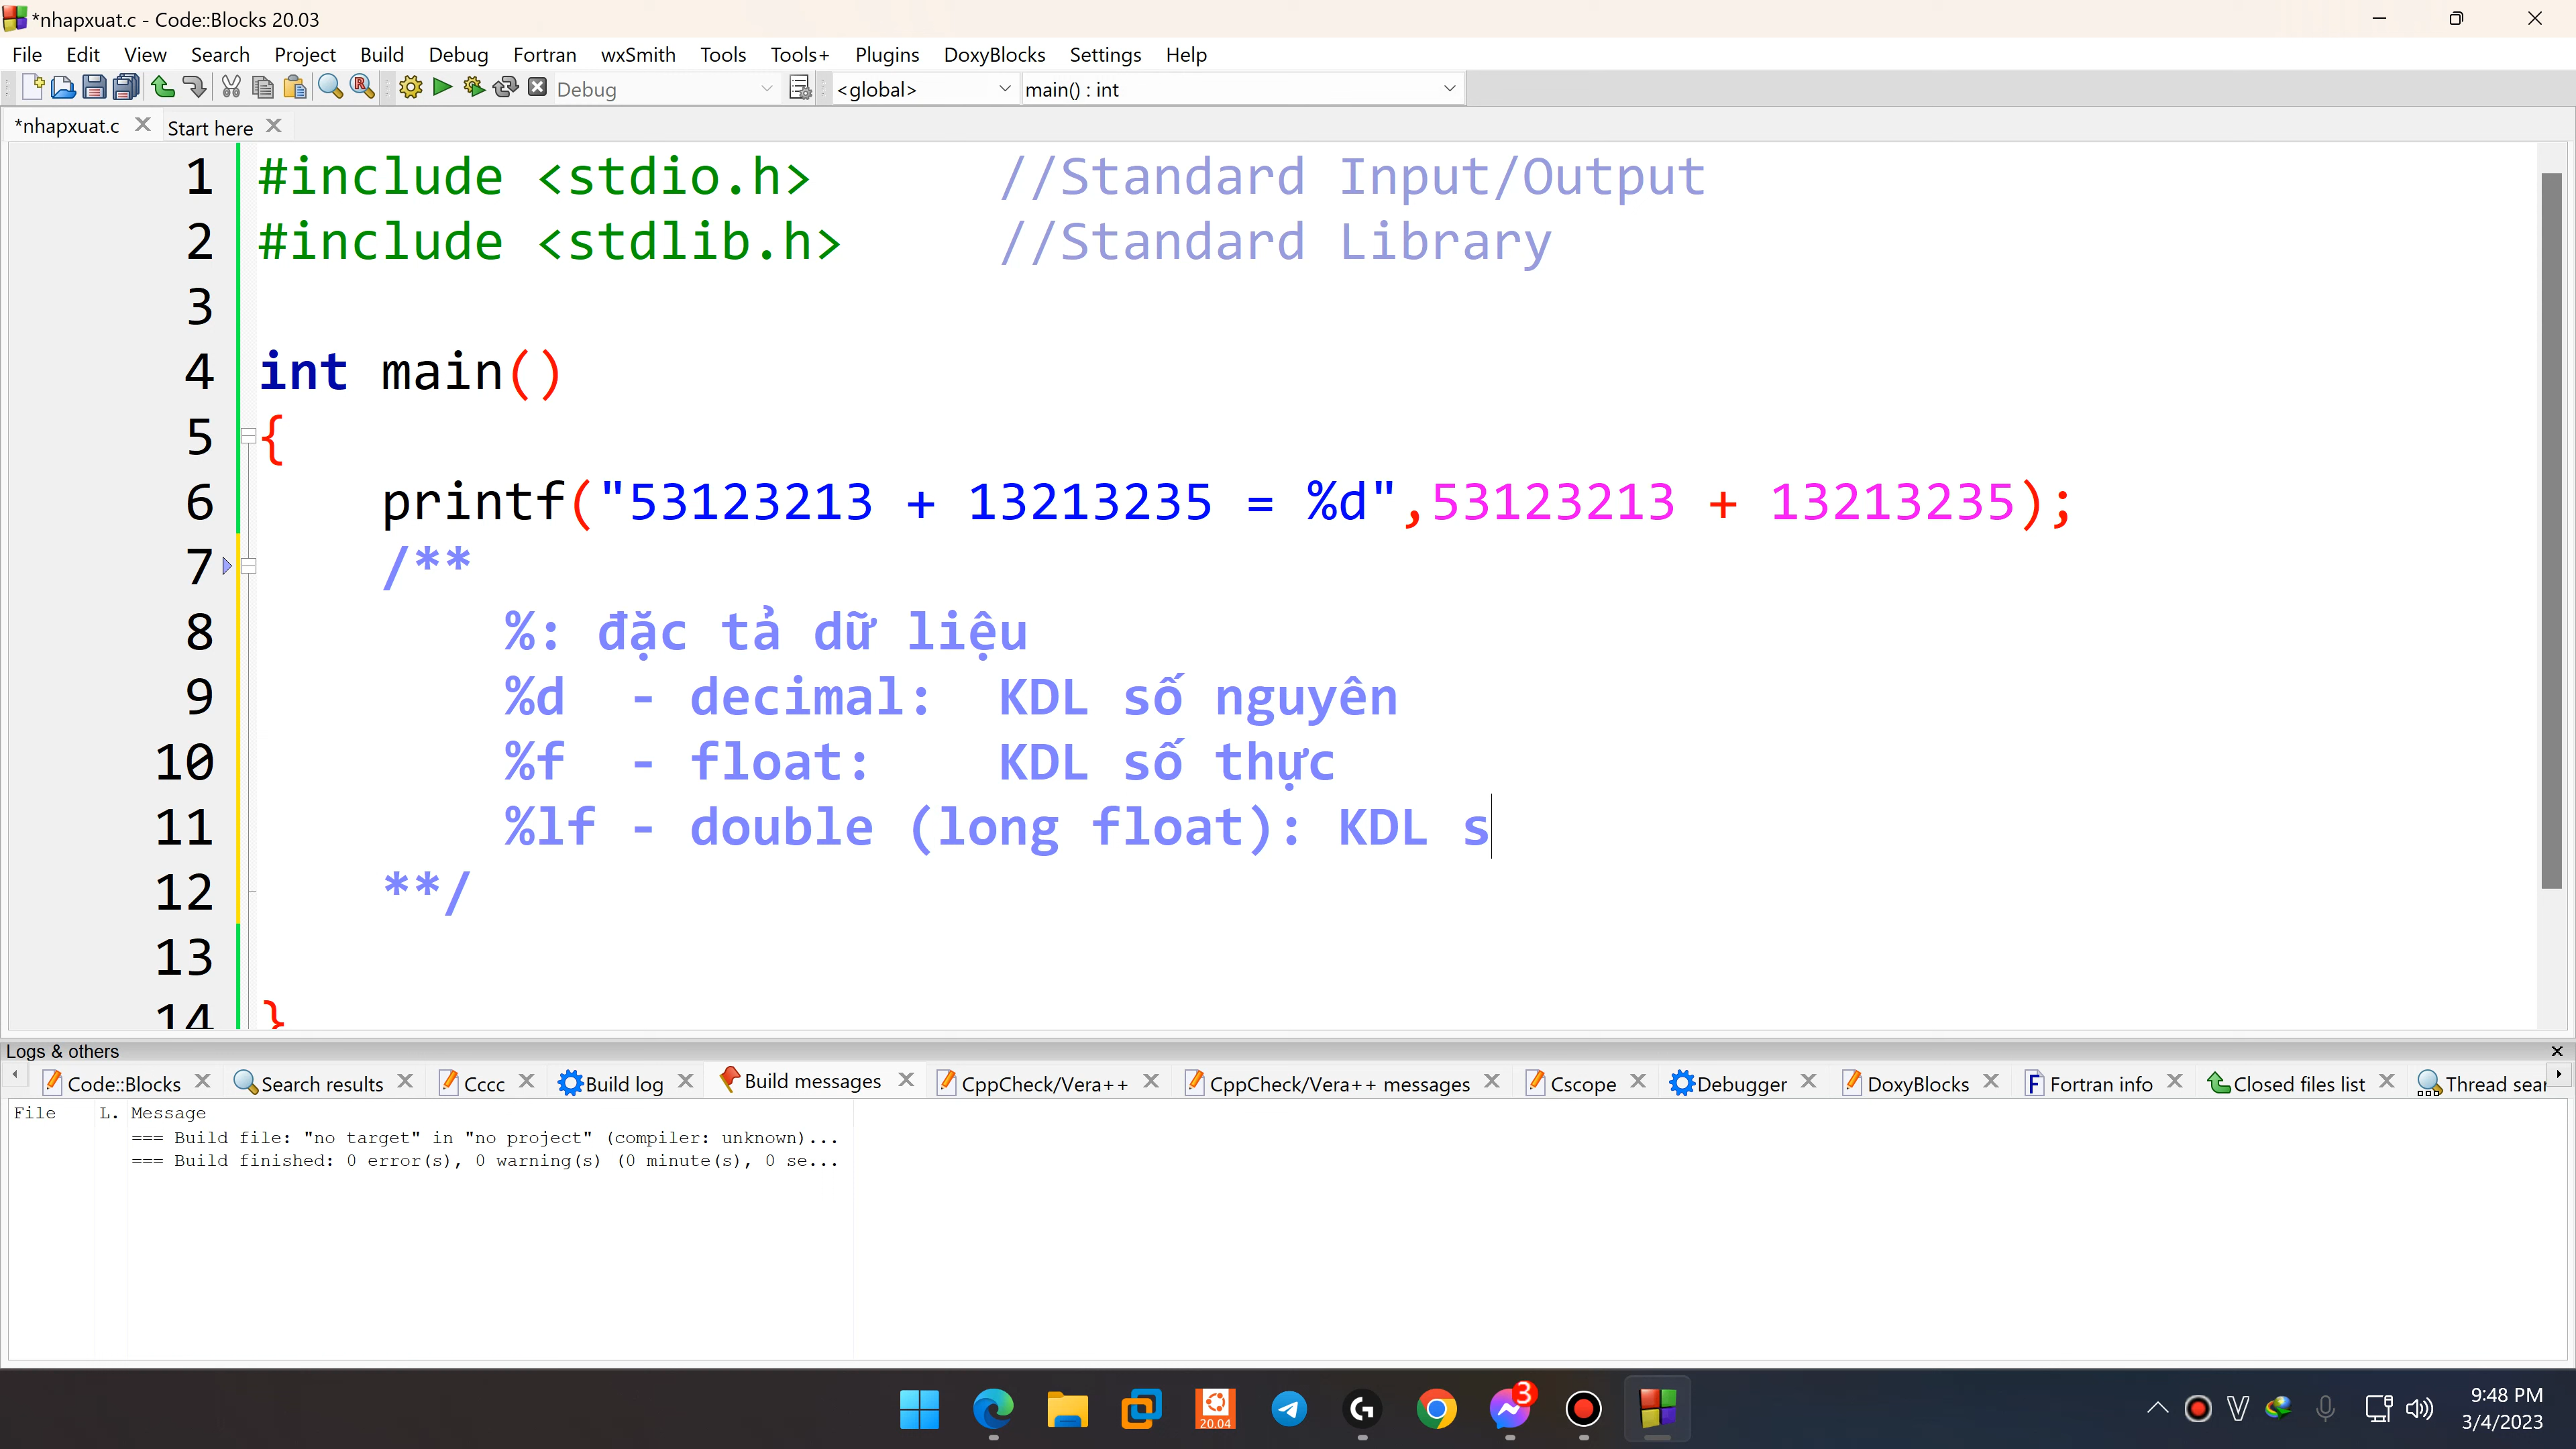 *nhapxuat.c - Code::Blocks 20.03
File Edit View Search Project Build Debug Fortran wxSmith Tools Tools+ Plugins DoxyBlocks Settings Help
Debug <global> main() : int
*nhapxuat.c Start here
1 #include <stdio.h> //Standard Input/Output
2 #include <stdlib.h> //Standard Library
3
4 int main()
5 {
6 printf("53123213 + 13213235 = %d",53123213 + 13213235);
7 /**
8 %: đặc tả dữ liệu
9 %d - decimal: KDL số nguyên
10 %f - float: KDL số thực
11 %lf - double (long float): KDL s
12 **/
13
14 }
Logs & others
Code::Blocks Search results Cccc Build log Build messages CppCheck/Vera++ CppCheck/Vera++ messages Cscope Debugger DoxyBlocks Fortran info Closed files list Thread sear
File L. Message
=== Build file: "no target" in "no project" (compiler: unknown)...
=== Build finished: 0 error(s), 0 warning(s) (0 minute(s), 0 se...
20.04
3
9:48 PM
3/4/2023